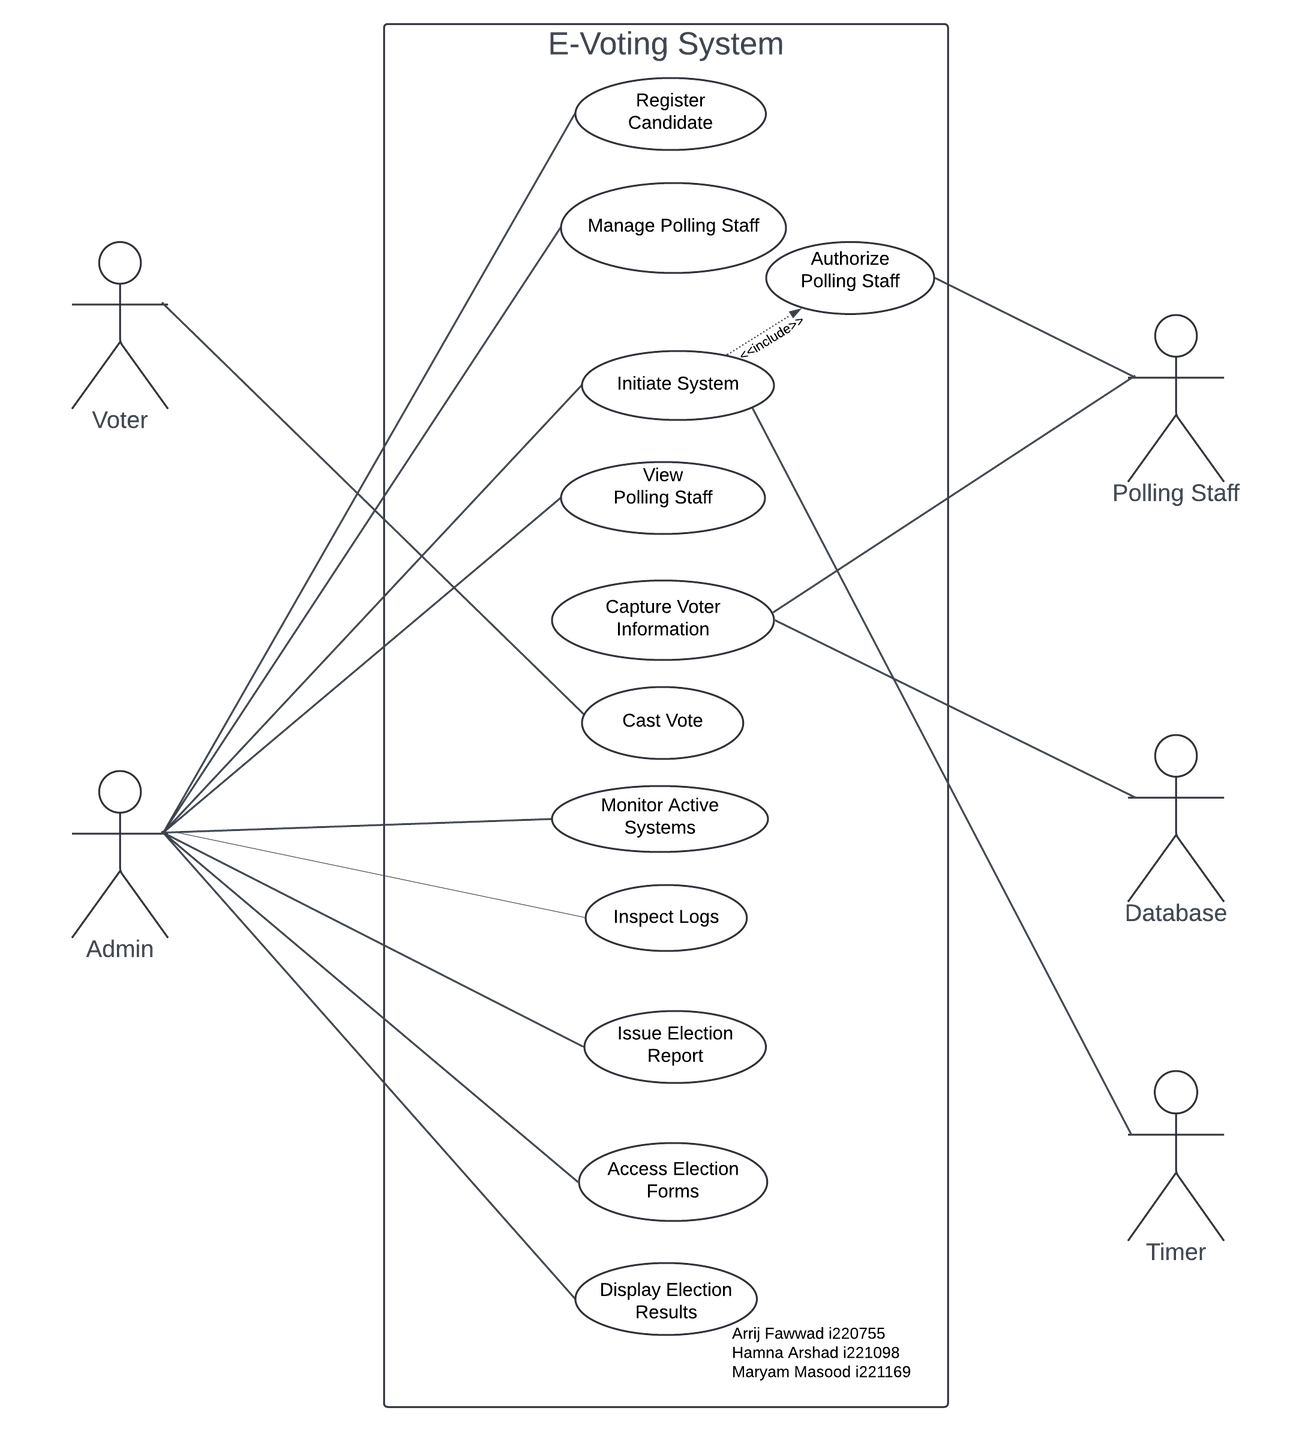 E-Voting System
Register
Candidate
Manage Polling Staff
Authorize
Polling Staff
<<include>>
Initiate System
View
Polling Staff
Capture Voter
Information
Cast Vote
Monitor Active
Systems
Inspect Logs
Issue Election
Report
Access Election
Forms
Display Election
Results
Arrij Fawwad i220755
Hamna Arshad i221098
Maryam Masood i221169
Voter
Admin
Polling Staff
Database
Timer